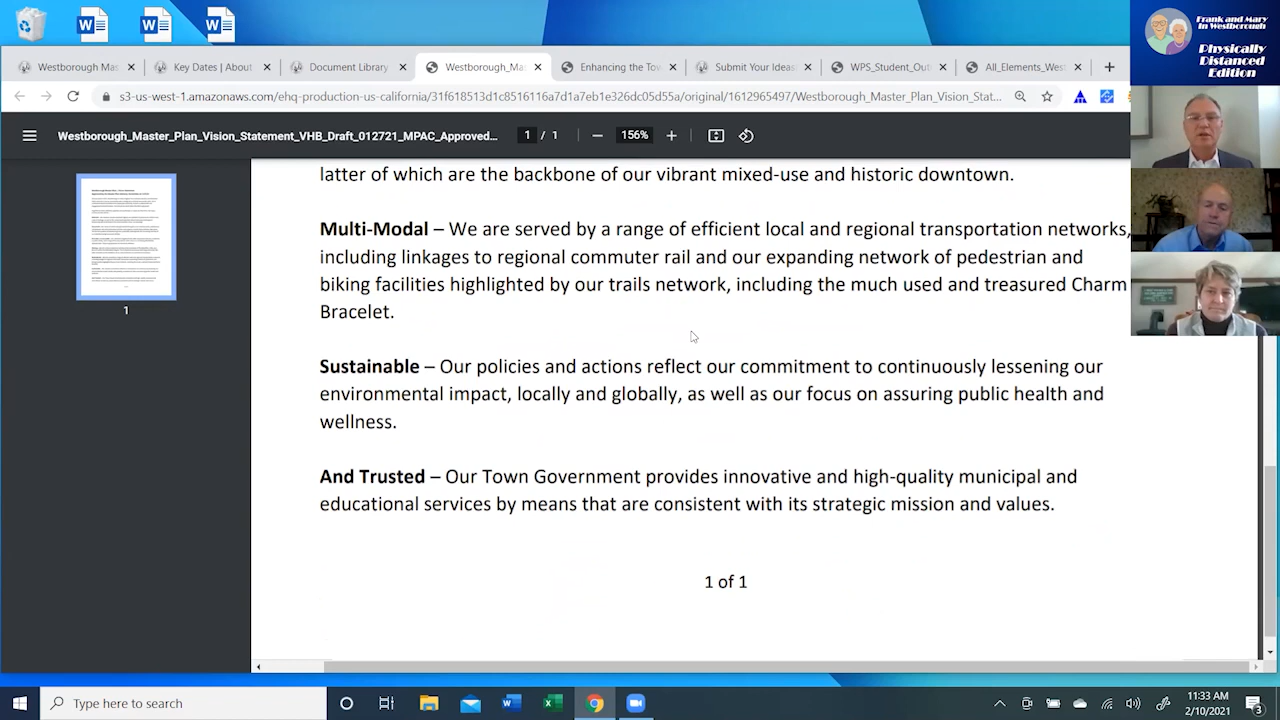 Frank and Mary
In Westborough
Physically
Distanced
Edition
Westborough Mas
Key Dates | About
Document Library
Westborough Ma
Enhancing the Tow
Submit Your Ideas
WPS_Student_Out
All_Elements_West
s3-us-west-1.amazonaws.com/ehq-production-us-california/31f618513d1c3516116a7d1a7eb1e326dc05d55a/original/1612965497/Westborough_Master_Plan_Vision_Stat...
Westborough_Master_Plan_Vision_Statement_VHB_Draft_012721_MPAC_Approved...
1 / 1
156%
1
latter of which are the backbone of our vibrant mixed-use and historic downtown.
Multi-Modal – We are served by a range of efficient local and regional transportation networks,
including linkages to regional commuter rail and our expanding network of pedestrian and
biking facilities highlighted by our trails network, including the much used and treasured Charm
Bracelet.
Sustainable – Our policies and actions reflect our commitment to continuously lessening our
environmental impact, locally and globally, as well as our focus on assuring public health and
wellness.
And Trusted – Our Town Government provides innovative and high-quality municipal and
educational services by means that are consistent with its strategic mission and values.
1 of 1
Type here to search
11:33 AM
2/10/2021
3